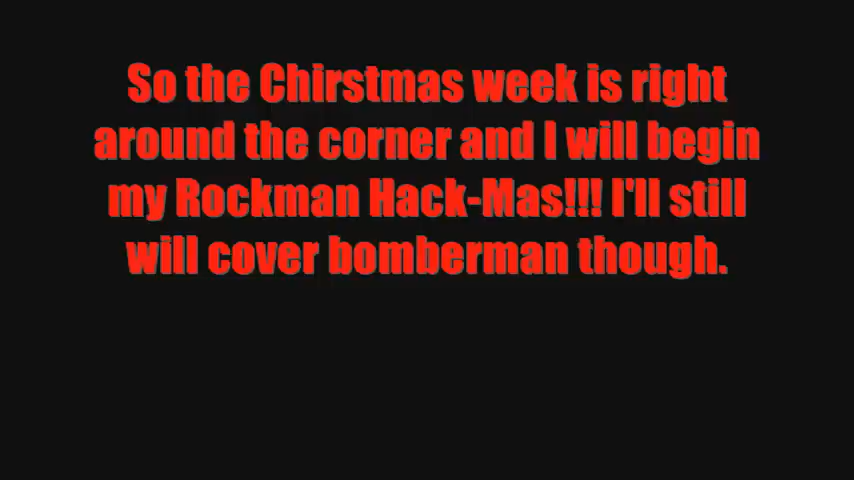 So the Chirstmas week is right
around the corner and I will begin
my Rockman Hack-Mas!!! I'll still
will cover bomberman though.